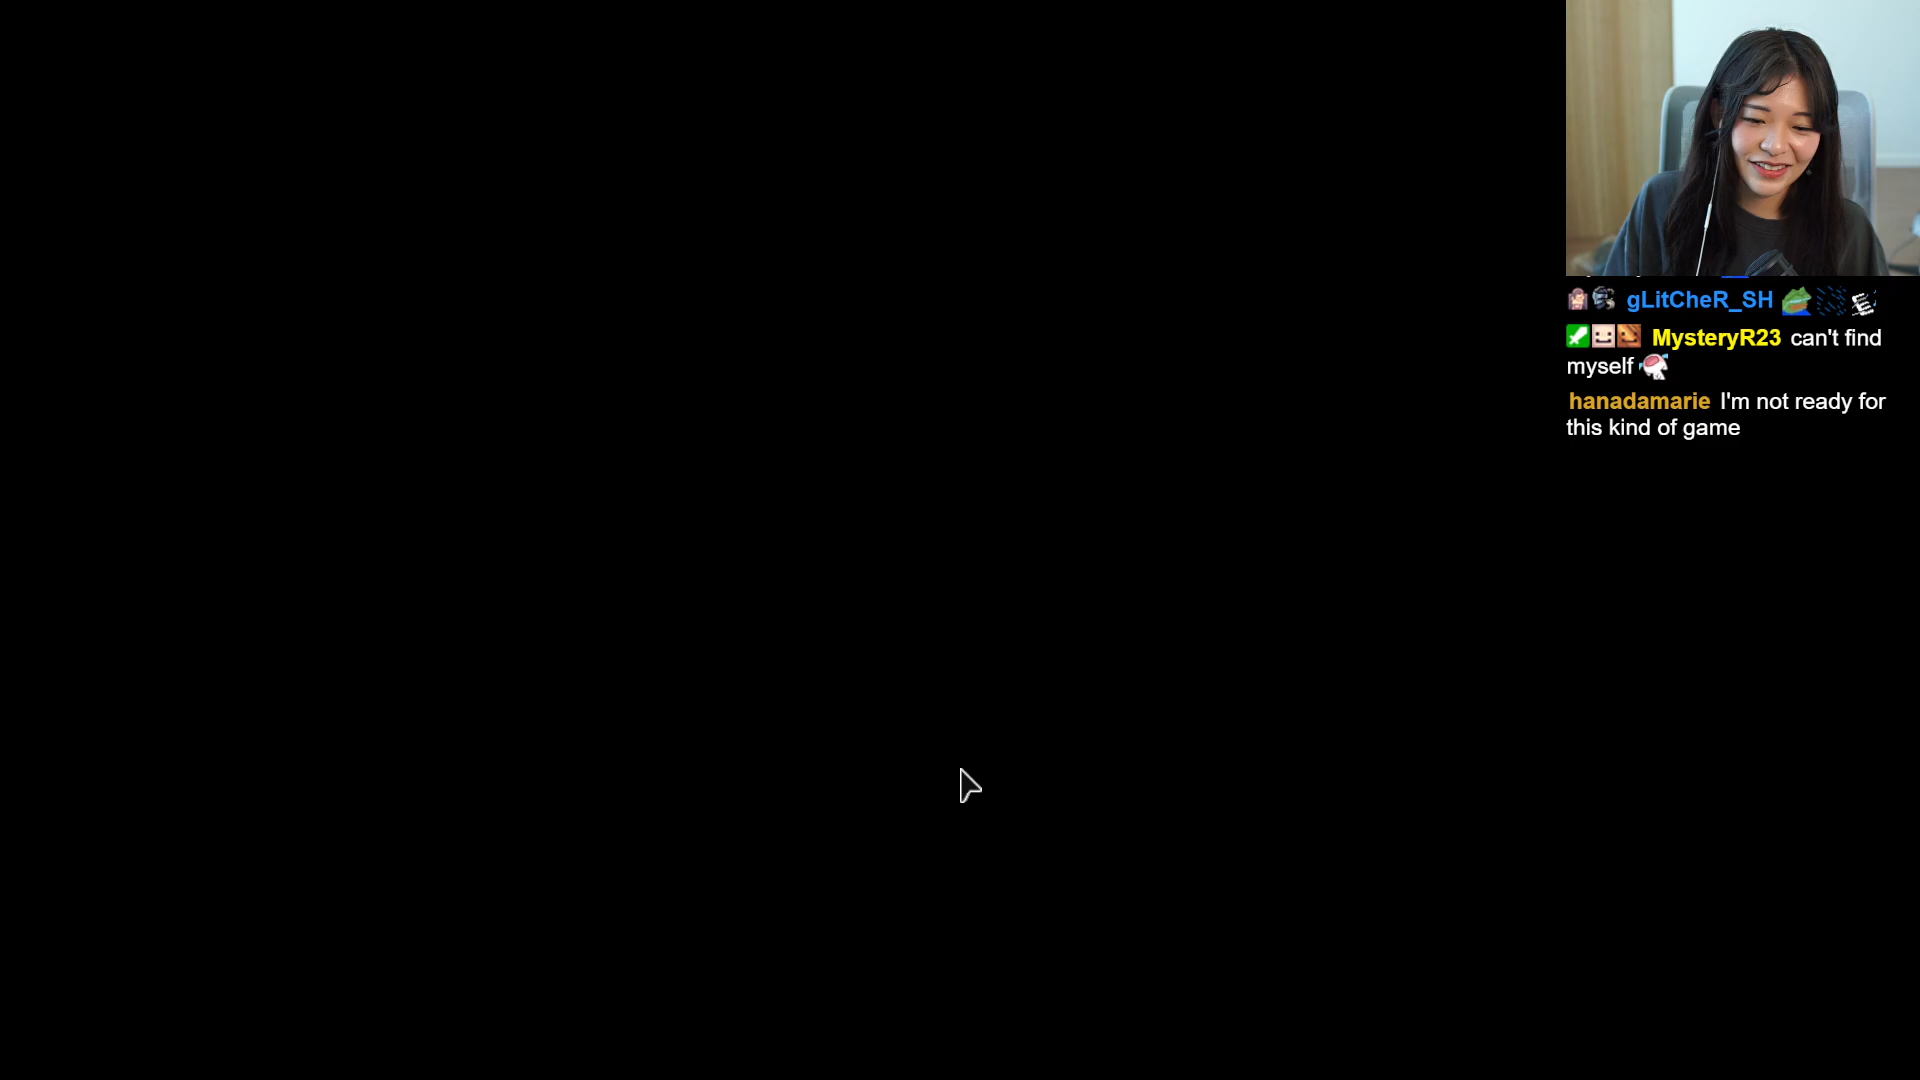 gLitCheR_SH
MysteryR23 can't find
myself
hanadamarie I'm not ready for
this kind of game